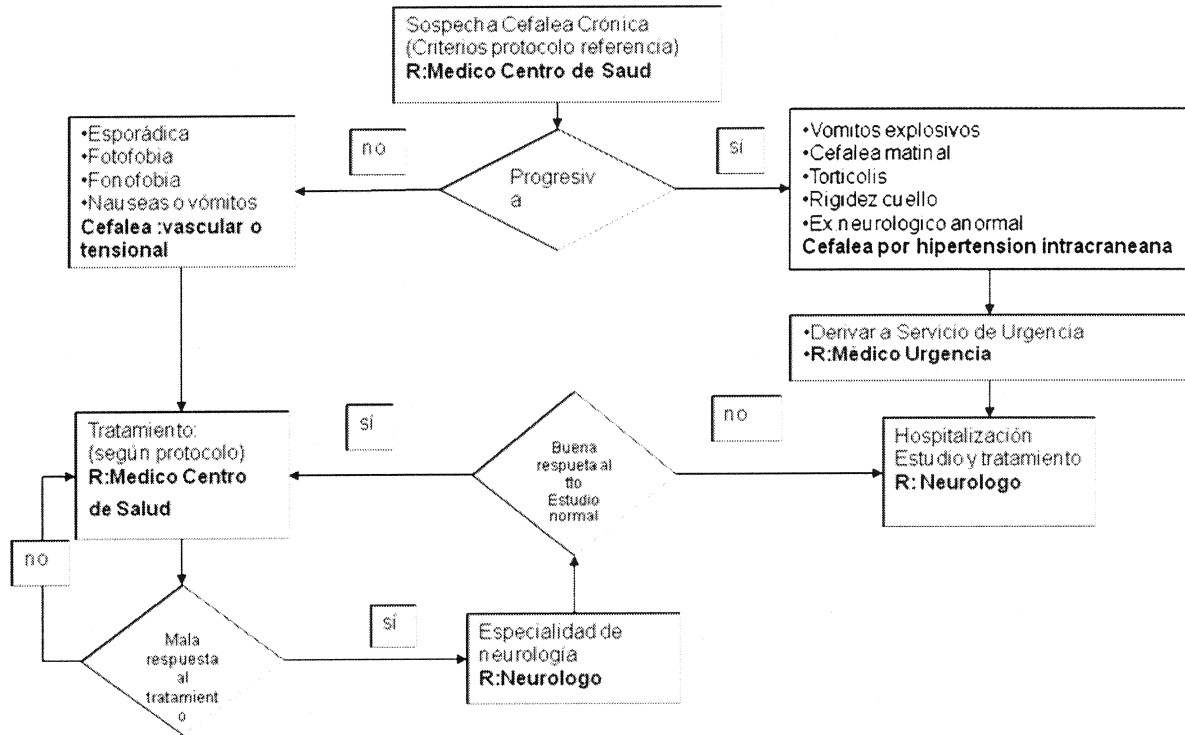 Sospecha Cefalea Crónica
(Criterios protocolo referencia)
R:Medico Centro de Saud
no
sí
Progresiv
a
•Esporádica
•Fotofobia
•Fonofobia
•Nauseas o vómitos
Cefalea :vascular o
tensional
•Vomitos explosivos
•Cefalea matinal
•Torticolis
•Rigidez cuello
•Ex.neurologico anormal
Cefalea por hipertension intracraneana
•Derivar a Servicio de Urgencia
•R:Médico Urgencia
Tratamiento:
(según protocolo)
R:Medico Centro
de Salud
sí
Buena
respueta al
tto
Estudio
normal
no
Hospitalización
Estudio y tratamiento
R: Neurologo
no
Mala
respuesta
al
tratamient
o
sí
Especialidad de
neurología
R:Neurologo